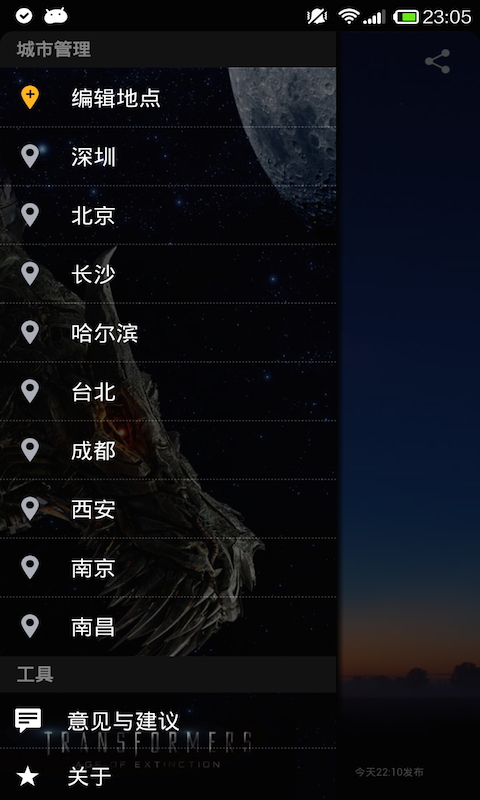 23:05
城市管理
编辑地点
深圳
北京
长沙
哈尔滨
台北
成都
西安
南京
南昌
工具
意见与建议
TRANSFORMERS
AGE OF EXTINCTION
关于
今天22:10发布